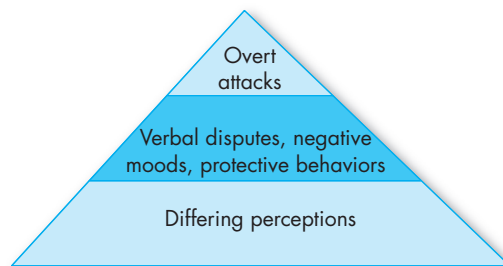 Overt
attacks
Verbal disputes, negative
moods, protective behaviors
Differing perceptions